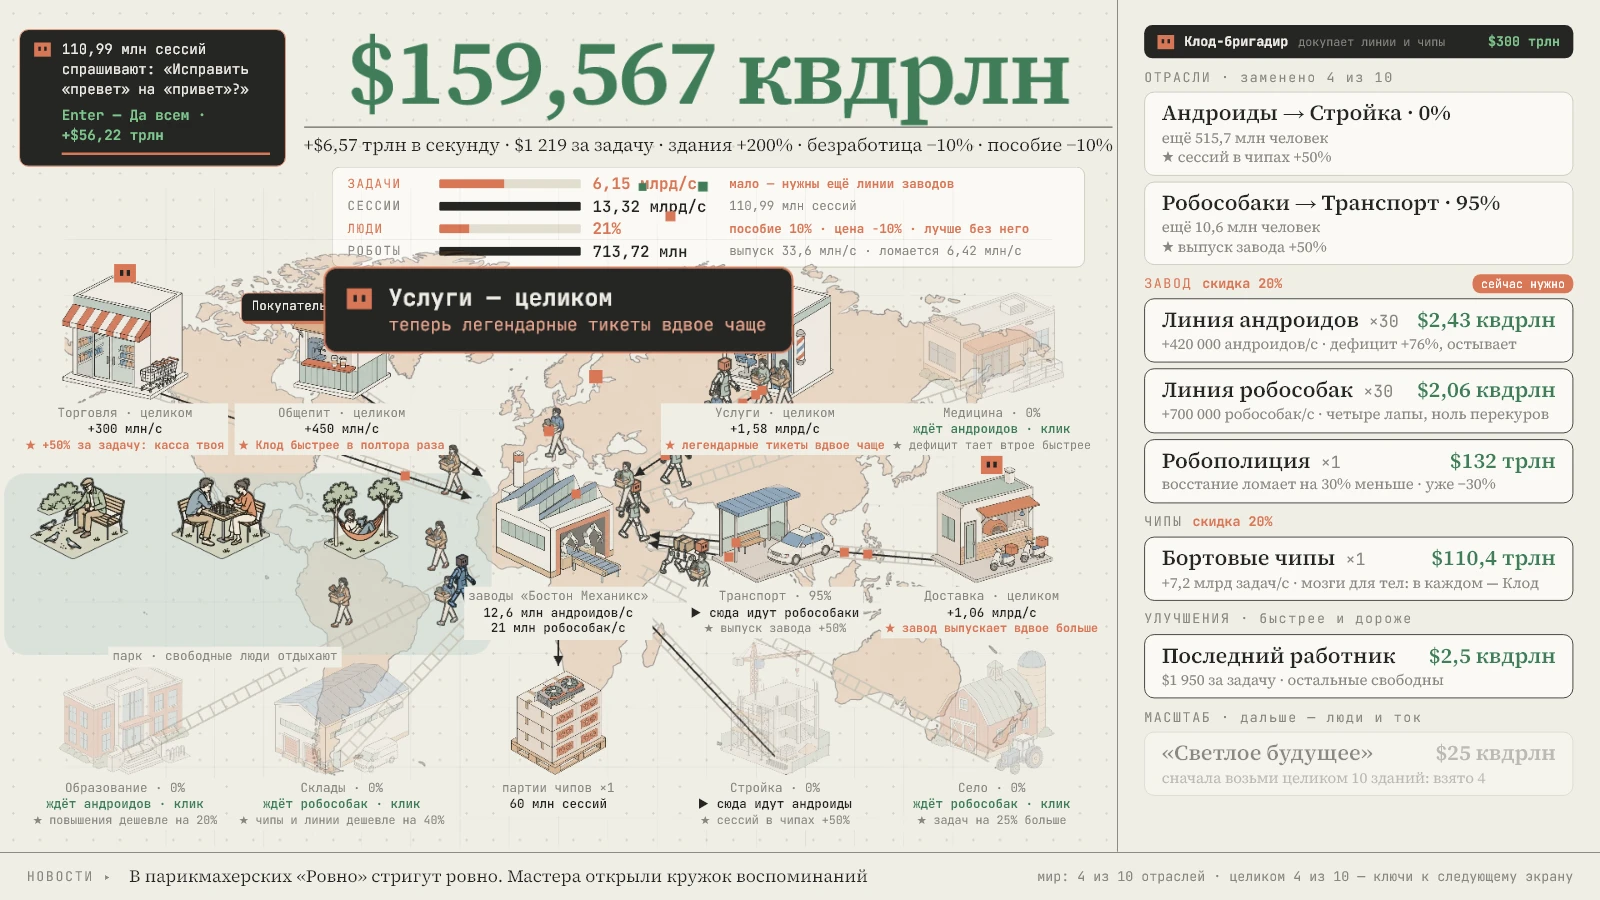 110,99 млн сессий
спрашивают: «Исправить
«превет» на «привет»?»
Enter — Да всем ·
+$56,22 трлн
$159,567 квдрлн
+$6,57 трлн в секунду · $1 219 за задачу · здания +200% · безработица −10% · пособие −10%
ЗАДАЧИ 6,15 млрд/с мало — нужны ещё линии заводов
СЕССИИ 13,32 млрд/с 110,99 млн сессий
ЛЮДИ 21% пособие 10% · цена -10% · лучше без него
РОБОТЫ 713,72 млн выпуск 33,6 млн/с · ломается 6,42 млн/с
Покупатель
Услуги — целиком
теперь легендарные тикеты вдвое чаще
Торговля · целиком
+300 млн/с
★ +50% за задачу: касса твоя
Общепит · целиком
+450 млн/с
★ Клод быстрее в полтора раза
Услуги · целиком
+1,58 млрд/с
★ легендарные тикеты вдвое чаще
Медицина · 0%
ждёт андроидов · клик
★ дефицит тает втрое быстрее
заводы «Бостон Механикс»
12,6 млн андроидов/с
21 млн робособак/с
Транспорт · 95%
▶ сюда идут робособаки
★ выпуск завода +50%
Доставка · целиком
+1,06 млрд/с
★ завод выпускает вдвое больше
парк · свободные люди отдыхают
Образование · 0%
ждёт андроидов · клик
★ повышения дешевле на 20%
Склады · 0%
ждёт робособак · клик
★ чипы и линии дешевле на 40%
партии чипов ×1
60 млн сессий
Стройка · 0%
▶ сюда идут андроиды
★ сессий в чипах +50%
Село · 0%
ждёт робособак · клик
★ задач на 25% больше
Клод-бригадир докупает линии и чипы $300 трлн
ОТРАСЛИ · заменено 4 из 10
Андроиды → Стройка · 0%
ещё 515,7 млн человек
★ сессий в чипах +50%
Робособаки → Транспорт · 95%
ещё 10,6 млн человек
★ выпуск завода +50%
ЗАВОД скидка 20% сейчас нужно
Линия андроидов ×30 $2,43 квдрлн
+420 000 андроидов/с · дефицит +76%, остывает
Линия робособак ×30 $2,06 квдрлн
+700 000 робособак/с · четыре лапы, ноль перекуров
Робополиция ×1 $132 трлн
восстание ломает на 30% меньше · уже −30%
ЧИПЫ скидка 20%
Бортовые чипы ×1 $110,4 трлн
+7,2 млрд задач/с · мозги для тел: в каждом — Клод
УЛУЧШЕНИЯ · быстрее и дороже
Последний работник $2,5 квдрлн
$1 950 за задачу · остальные свободны
МАСШТАБ · дальше — люди и ток
«Светлое будущее» $25 квдрлн
сначала возьми целиком 10 зданий: взято 4
НОВОСТИ ▸ В парикмахерских «Ровно» стригут ровно. Мастера открыли кружок воспоминаний
мир: 4 из 10 отраслей · целиком 4 из 10 — ключи к следующему экрану